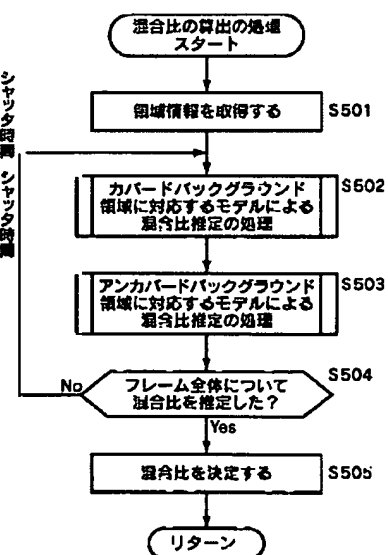 混合比の算出の処理
スタート
シャッタ時間
シャッタ時間
領域情報を取得する
S501
カバードバックグラウンド
領域に対応するモデルによる
混合比推定の処理
S502
アンカバードバックグラウンド
領域に対応するモデルによる
混合比推定の処理
S503
フレーム全体について
混合比を推定した？
S504
No
Yes
混合比を決定する
S505
リターン